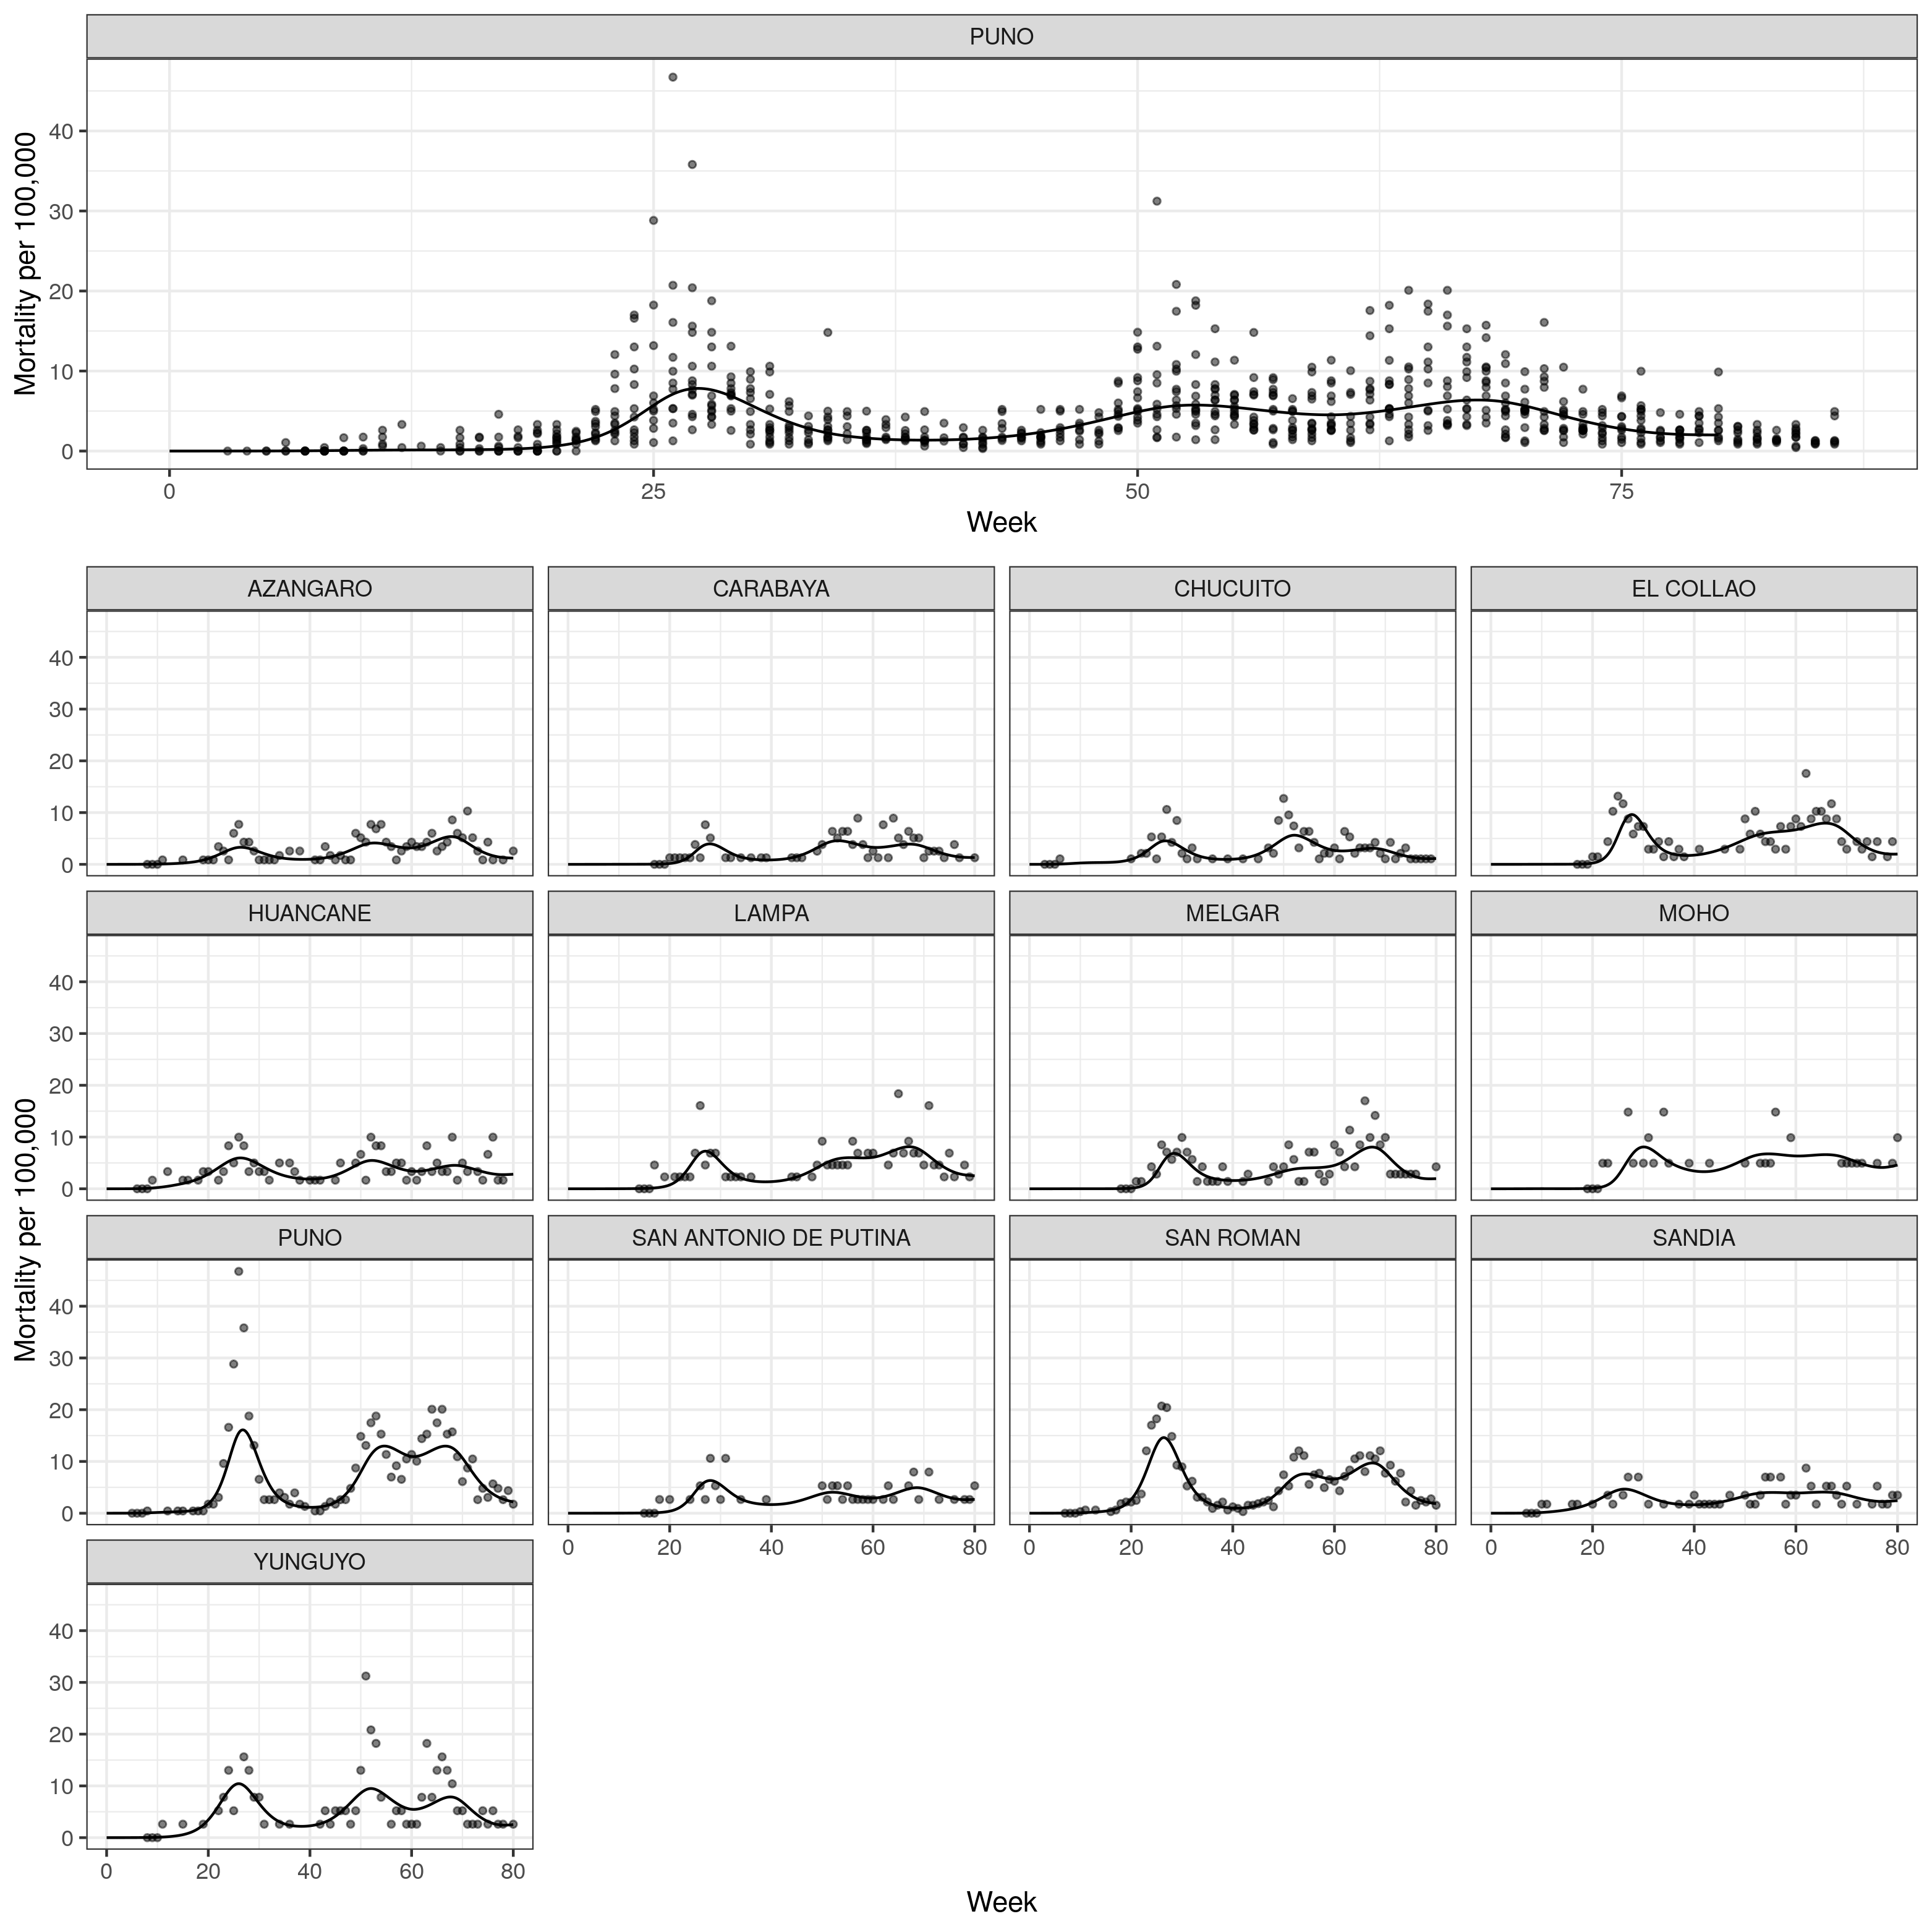 PUNO
Mortality per 100,000
40
30
20
10
0
0 25 50 75
Week
AZANGARO CARABAYA CHUCUITO EL COLLAO
Mortality per 100,000
40
30
20
10
0
HUANCANE LAMPA MELGAR MOHO
40
30
20
10
0
PUNO SAN ANTONIO DE PUTINA SAN ROMAN SANDIA
40
30
20
10
0
0 20 40 60 80 0 20 40 60 80 0 20 40 60 80
YUNGUYO
40
30
20
10
0
0 20 40 60 80
Week